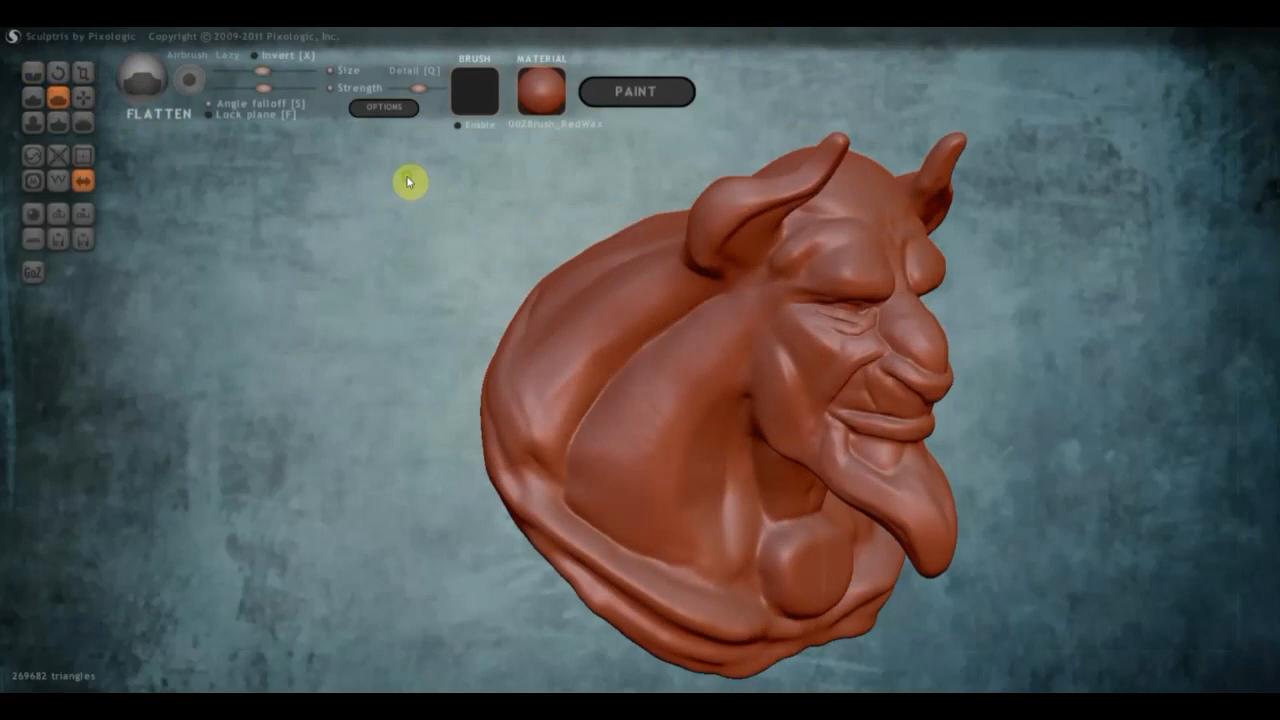 Sculptris by Pixologic Copyright © 2009-2011 Pixologic, Inc.
Airbrush Lazy Invert [X]
Size Detail [Q]
Strength
Angle falloff [S]
Lock plane [F]
FLATTEN
OPTIONS
BRUSH
Enable
MATERIAL
00ZBrush_RedWax
PAINT
GoZ
269682 triangles